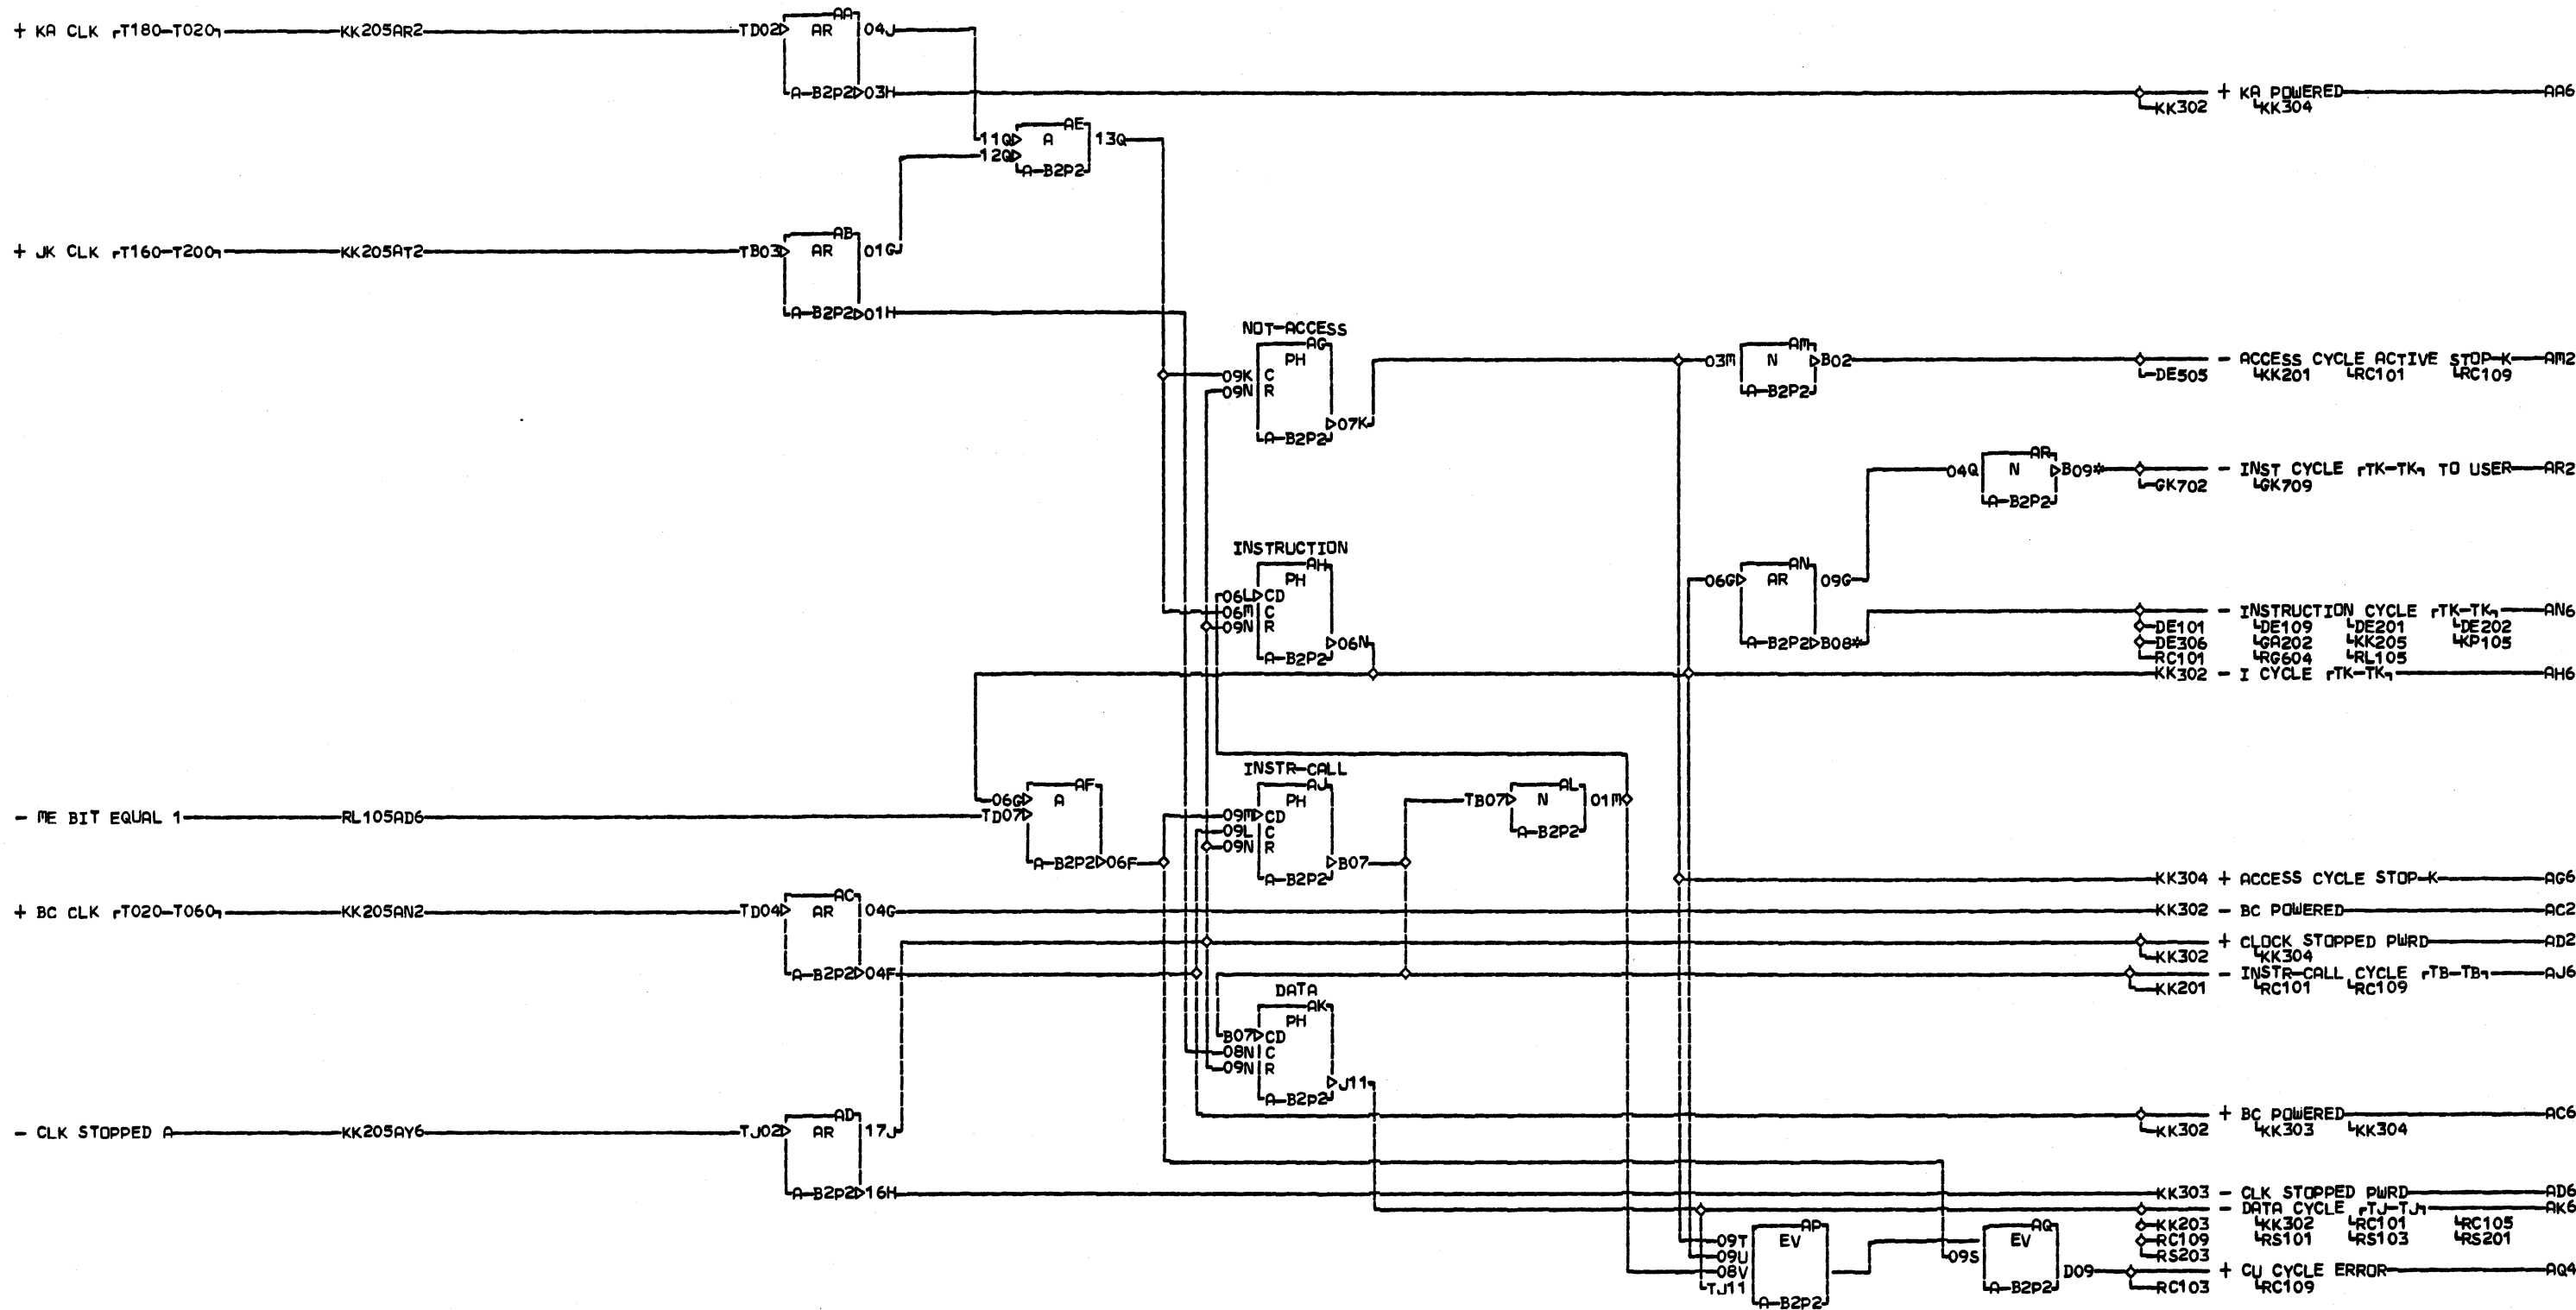 AA
+ KA CLK ┌T180-T020┐ KK205AR2 TD02 AR 04J
A-B2P2 03H + KA POWERED AA6
KK302 KK304
AE
11Q A 13Q
12Q
A-B2P2
AB
+ JK CLK ┌T160-T200┐ KK205AT2 TB03 AR 01G
A-B2P2 01H
NOT-ACCESS
AG AM
PH 03M N B02 - ACCESS CYCLE ACTIVE STOP-K AM2
09K C DE505 KK201 RC101 RC109
09N R A-B2P2
07K
A-B2P2
AR
04Q N B09* - INST CYCLE ┌TK-TK┐ TO USER AR2
GK702 GK709
A-B2P2
INSTRUCTION
AH AN
PH 06G AR 09G
06L CD
06M C - INSTRUCTION CYCLE ┌TK-TK┐ AN6
09N R DE101 DE109 DE201 DE202
06N A-B2P2 B08* DE306 GA202 KK205 KP105
A-B2P2 RC101 RG604 RL105
KK302 - I CYCLE ┌TK-TK┐ AH6
INSTR-CALL
AF AJ AL
06G A PH TB07 N 01M
- ME BIT EQUAL 1 RL105AD6 TD07 09M CD
09L C A-B2P2
09N R
A-B2P2 06F B07
A-B2P2 KK304 + ACCESS CYCLE STOP-K AG6
AC
+ BC CLK ┌T020-T060┐ KK205AN2 TD04 AR 04G KK302 - BC POWERED AC2
+ CLOCK STOPPED PWRD AD2
KK302 KK304
A-B2P2 04F - INSTR-CALL CYCLE ┌TB-TB┐ AJ6
KK201 RC101 RC109
DATA
AK
PH
B07 CD
08N C
09N R
J11
A-B2P2
AD + BC POWERED AC6
- CLK STOPPED A KK205AY6 TJ02 AR 17J KK302 KK303 KK304
A-B2P2 16H KK303 - CLK STOPPED PWRD AD6
- DATA CYCLE ┌TJ-TJ┐ AK6
AP AQ KK203 KK302 RC101 RC105
09T EV EV RC109 RS101 RS103 RS201
09U 09S RS203
08V D09 + CU CYCLE ERROR AQ4
TJ11 A-B2P2 RC103 RC109
A-B2P2